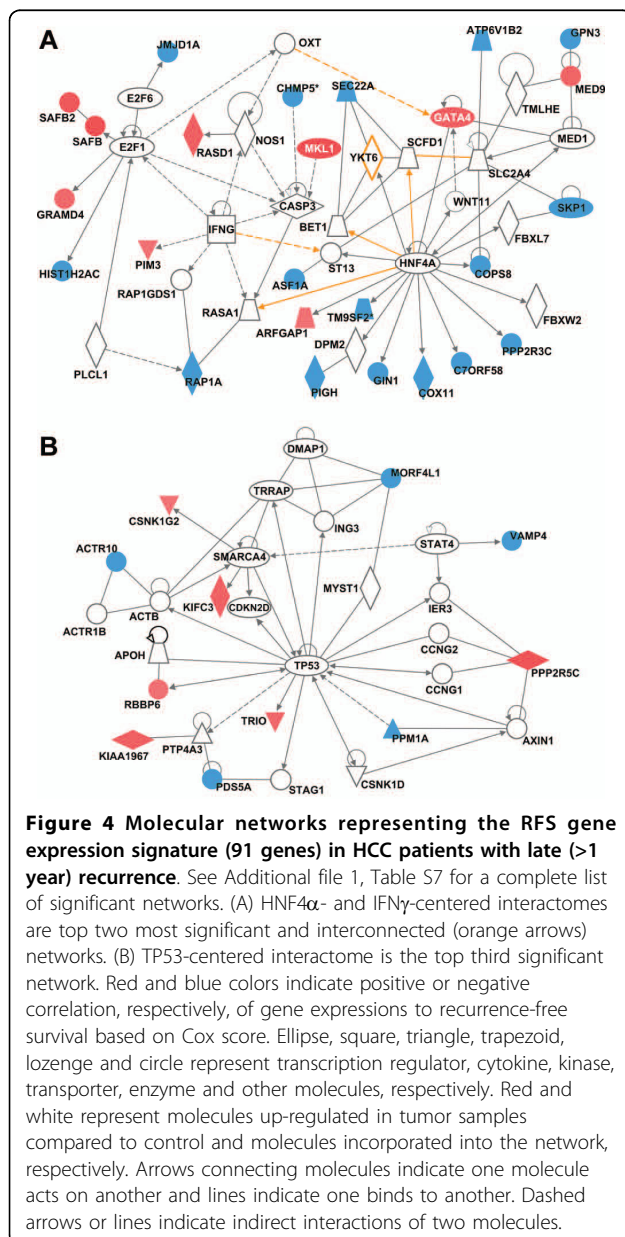 A
OXT
ATP6V1B2
GPN3
JMJD1A
CHMP5*
SEC22A
MED9
E2F6
SAFB2
GATA4
TMLHE
SAFB
SCFD1
MED1
E2F1
RASD1
NOS1
MKL1
YKT6
SLC2A4
GRAMD4
CASP3
WNT11
SKP1
IFNG
BET1
FBXL7
HIST1H2AC
PIM3
ST13
HNF4A
COPS8
RAP1GDS1
ASF1A
RASA1
ARFGAP1
TM9SF2*
FBXW2
DPM2
PPP2R3C
PLCL1
RAP1A
C7ORF58
PIGH
GIN1
COX11
B
DMAP1
MORF4L1
TRRAP
CSNK1G2
ING3
STAT4
VAMP4
ACTR10
SMARCA4
MYST1
KIFC3
CDKN2D
IER3
ACTR1B
ACTB
CCNG2
APOH
TP53
PPP2R5C
CCNG1
RBBP6
TRIO
PPM1A
AXIN1
KIAA1967
PTP4A3
CSNK1D
PDS5A
STAG1
Figure 4 Molecular networks representing the RFS gene
expression signature (91 genes) in HCC patients with late (>1
year) recurrence. See Additional file 1, Table S7 for a complete list
of significant networks. (A) HNF4α- and IFNγ-centered interactomes
are top two most significant and interconnected (orange arrows)
networks. (B) TP53-centered interactome is the top third significant
network. Red and blue colors indicate positive or negative
correlation, respectively, of gene expressions to recurrence-free
survival based on Cox score. Ellipse, square, triangle, trapezoid,
lozenge and circle represent transcription regulator, cytokine, kinase,
transporter, enzyme and other molecules, respectively. Red and
white represent molecules up-regulated in tumor samples
compared to control and molecules incorporated into the network,
respectively. Arrows connecting molecules indicate one molecule
acts on another and lines indicate one binds to another. Dashed
arrows or lines indicate indirect interactions of two molecules.